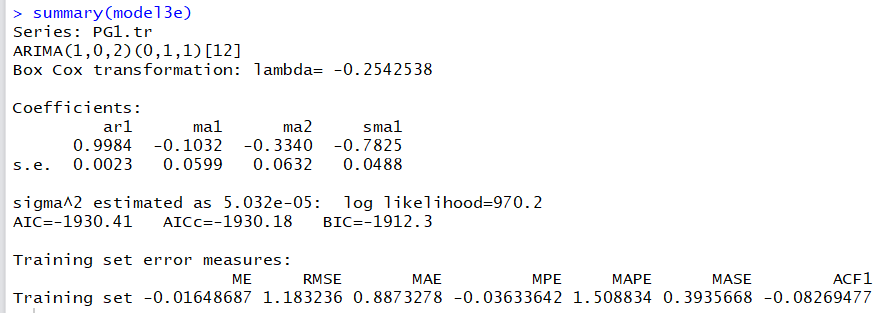 > summary(model3e)
Series: PG1.tr
ARIMA(1,0,2)(0,1,1)[12]
Box Cox transformation: lambda= -0.2542538
Coefficients:
ar1 ma1 ma2 sma1
0.9984 -0.1032 -0.3340 -0.7825
s.e. 0.0023 0.0599 0.0632 0.0488
sigma^2 estimated as 5.032e-05: log likelihood=970.2
AIC=-1930.41 AICc=-1930.18 BIC=-1912.3
Training set error measures:
ME RMSE MAE MPE MAPE MASE ACF1
Training set -0.01648687 1.183236 0.8873278 -0.03633642 1.508834 0.3935668 -0.08269477